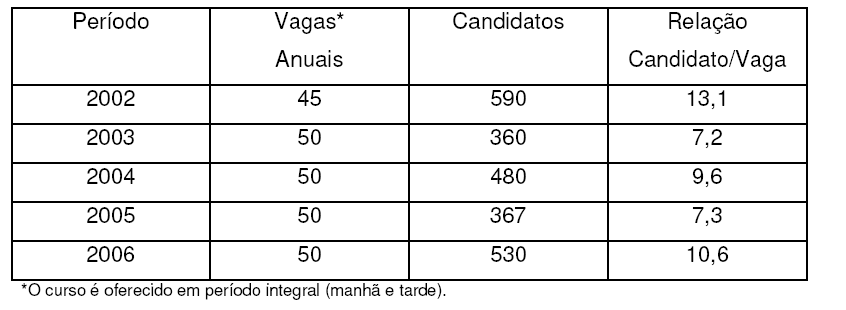 Período Vagas* Candidatos Relação
Anuais Candidato/Vaga
2002 45 590 13,1
2003 50 360 7,2
2004 50 480 9,6
2005 50 367 7,3
2006 50 530 10,6
*O curso é oferecido em período integral (manhã e tarde).